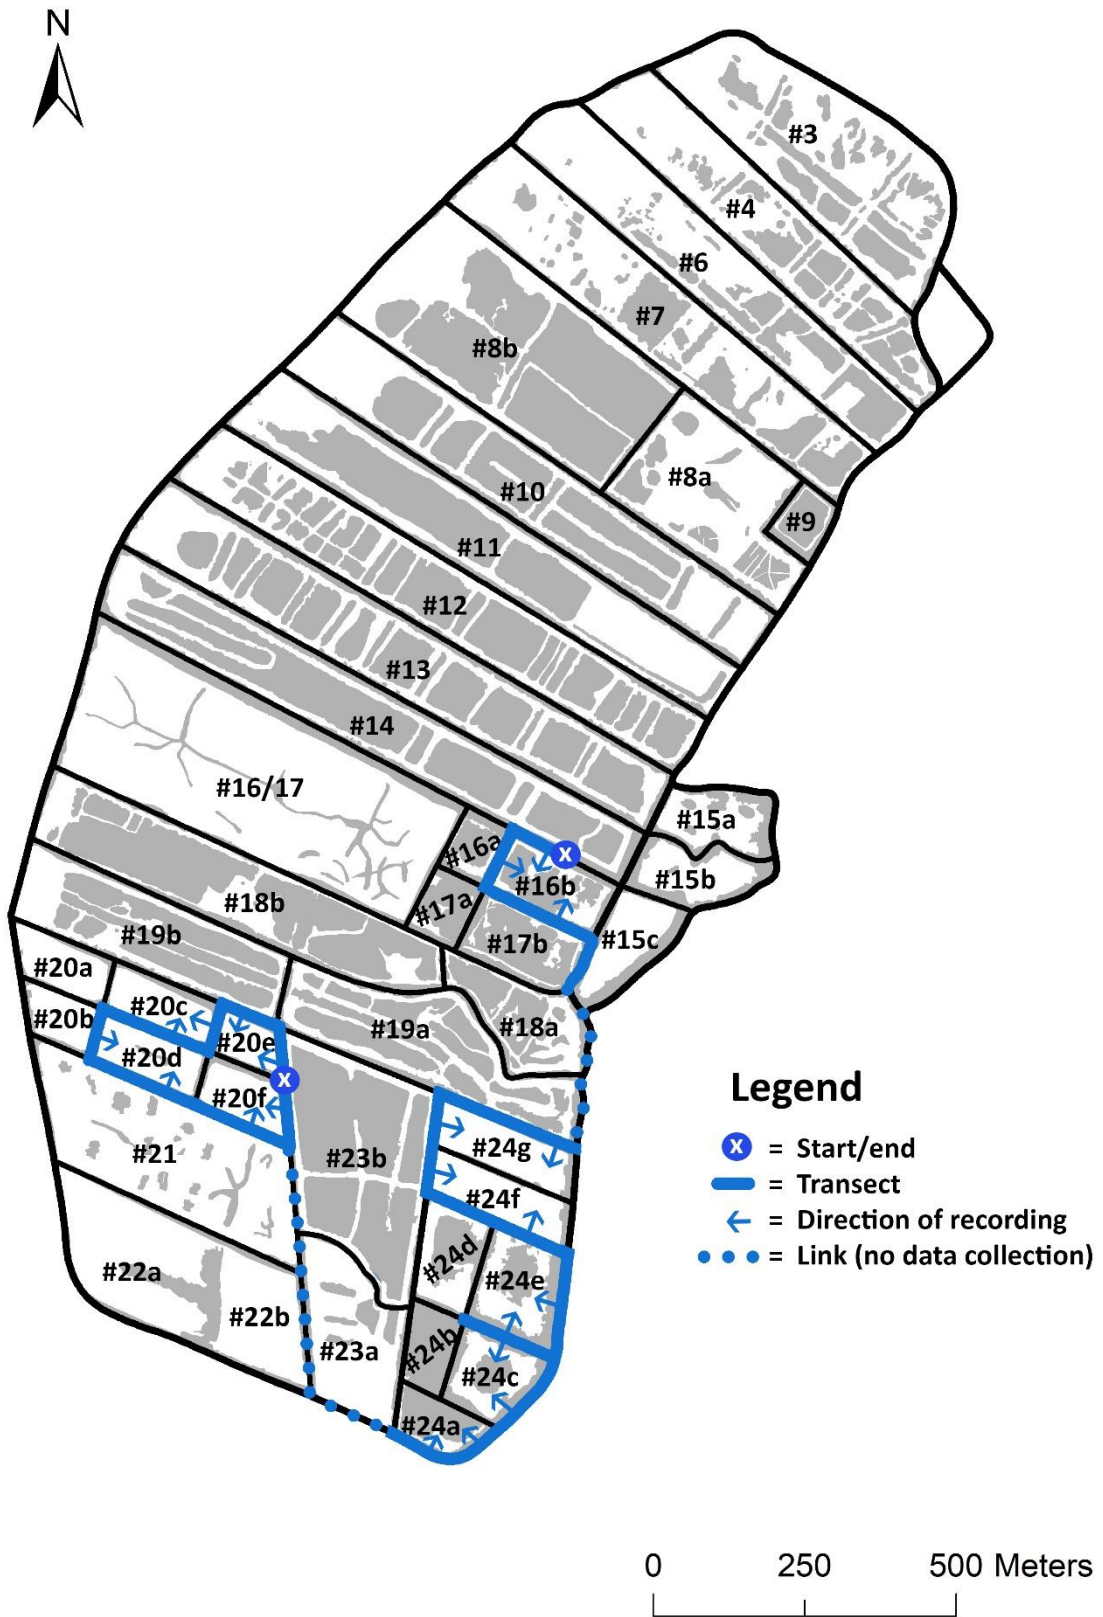 N
#3
#4
#6
#7
#8b
#8a
#9
#10
#11
#12
#13
#14
#16/17
#15a
#16a
#16b
#15b
#17a
#17b
#15c
#18b
#19b
#20a
#20c
#20b
#20e
#19a
#18a
#20d
#20f
X
X
#21
#23b
#24g
#24f
#24d
#24e
#22a
#22b
#23a
#24b
#24c
#24a
Legend
X = Start/end
= Transect
= Direction of recording
= Link (no data collection)
0 250 500 Meters